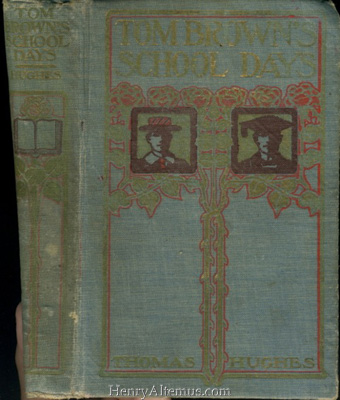 TOM
BROWN'S
SCHOOL
DAYS
HUGHES
TOM BROWN'S
SCHOOL DAYS
THOMAS HUGHES
HenryAltemus.com